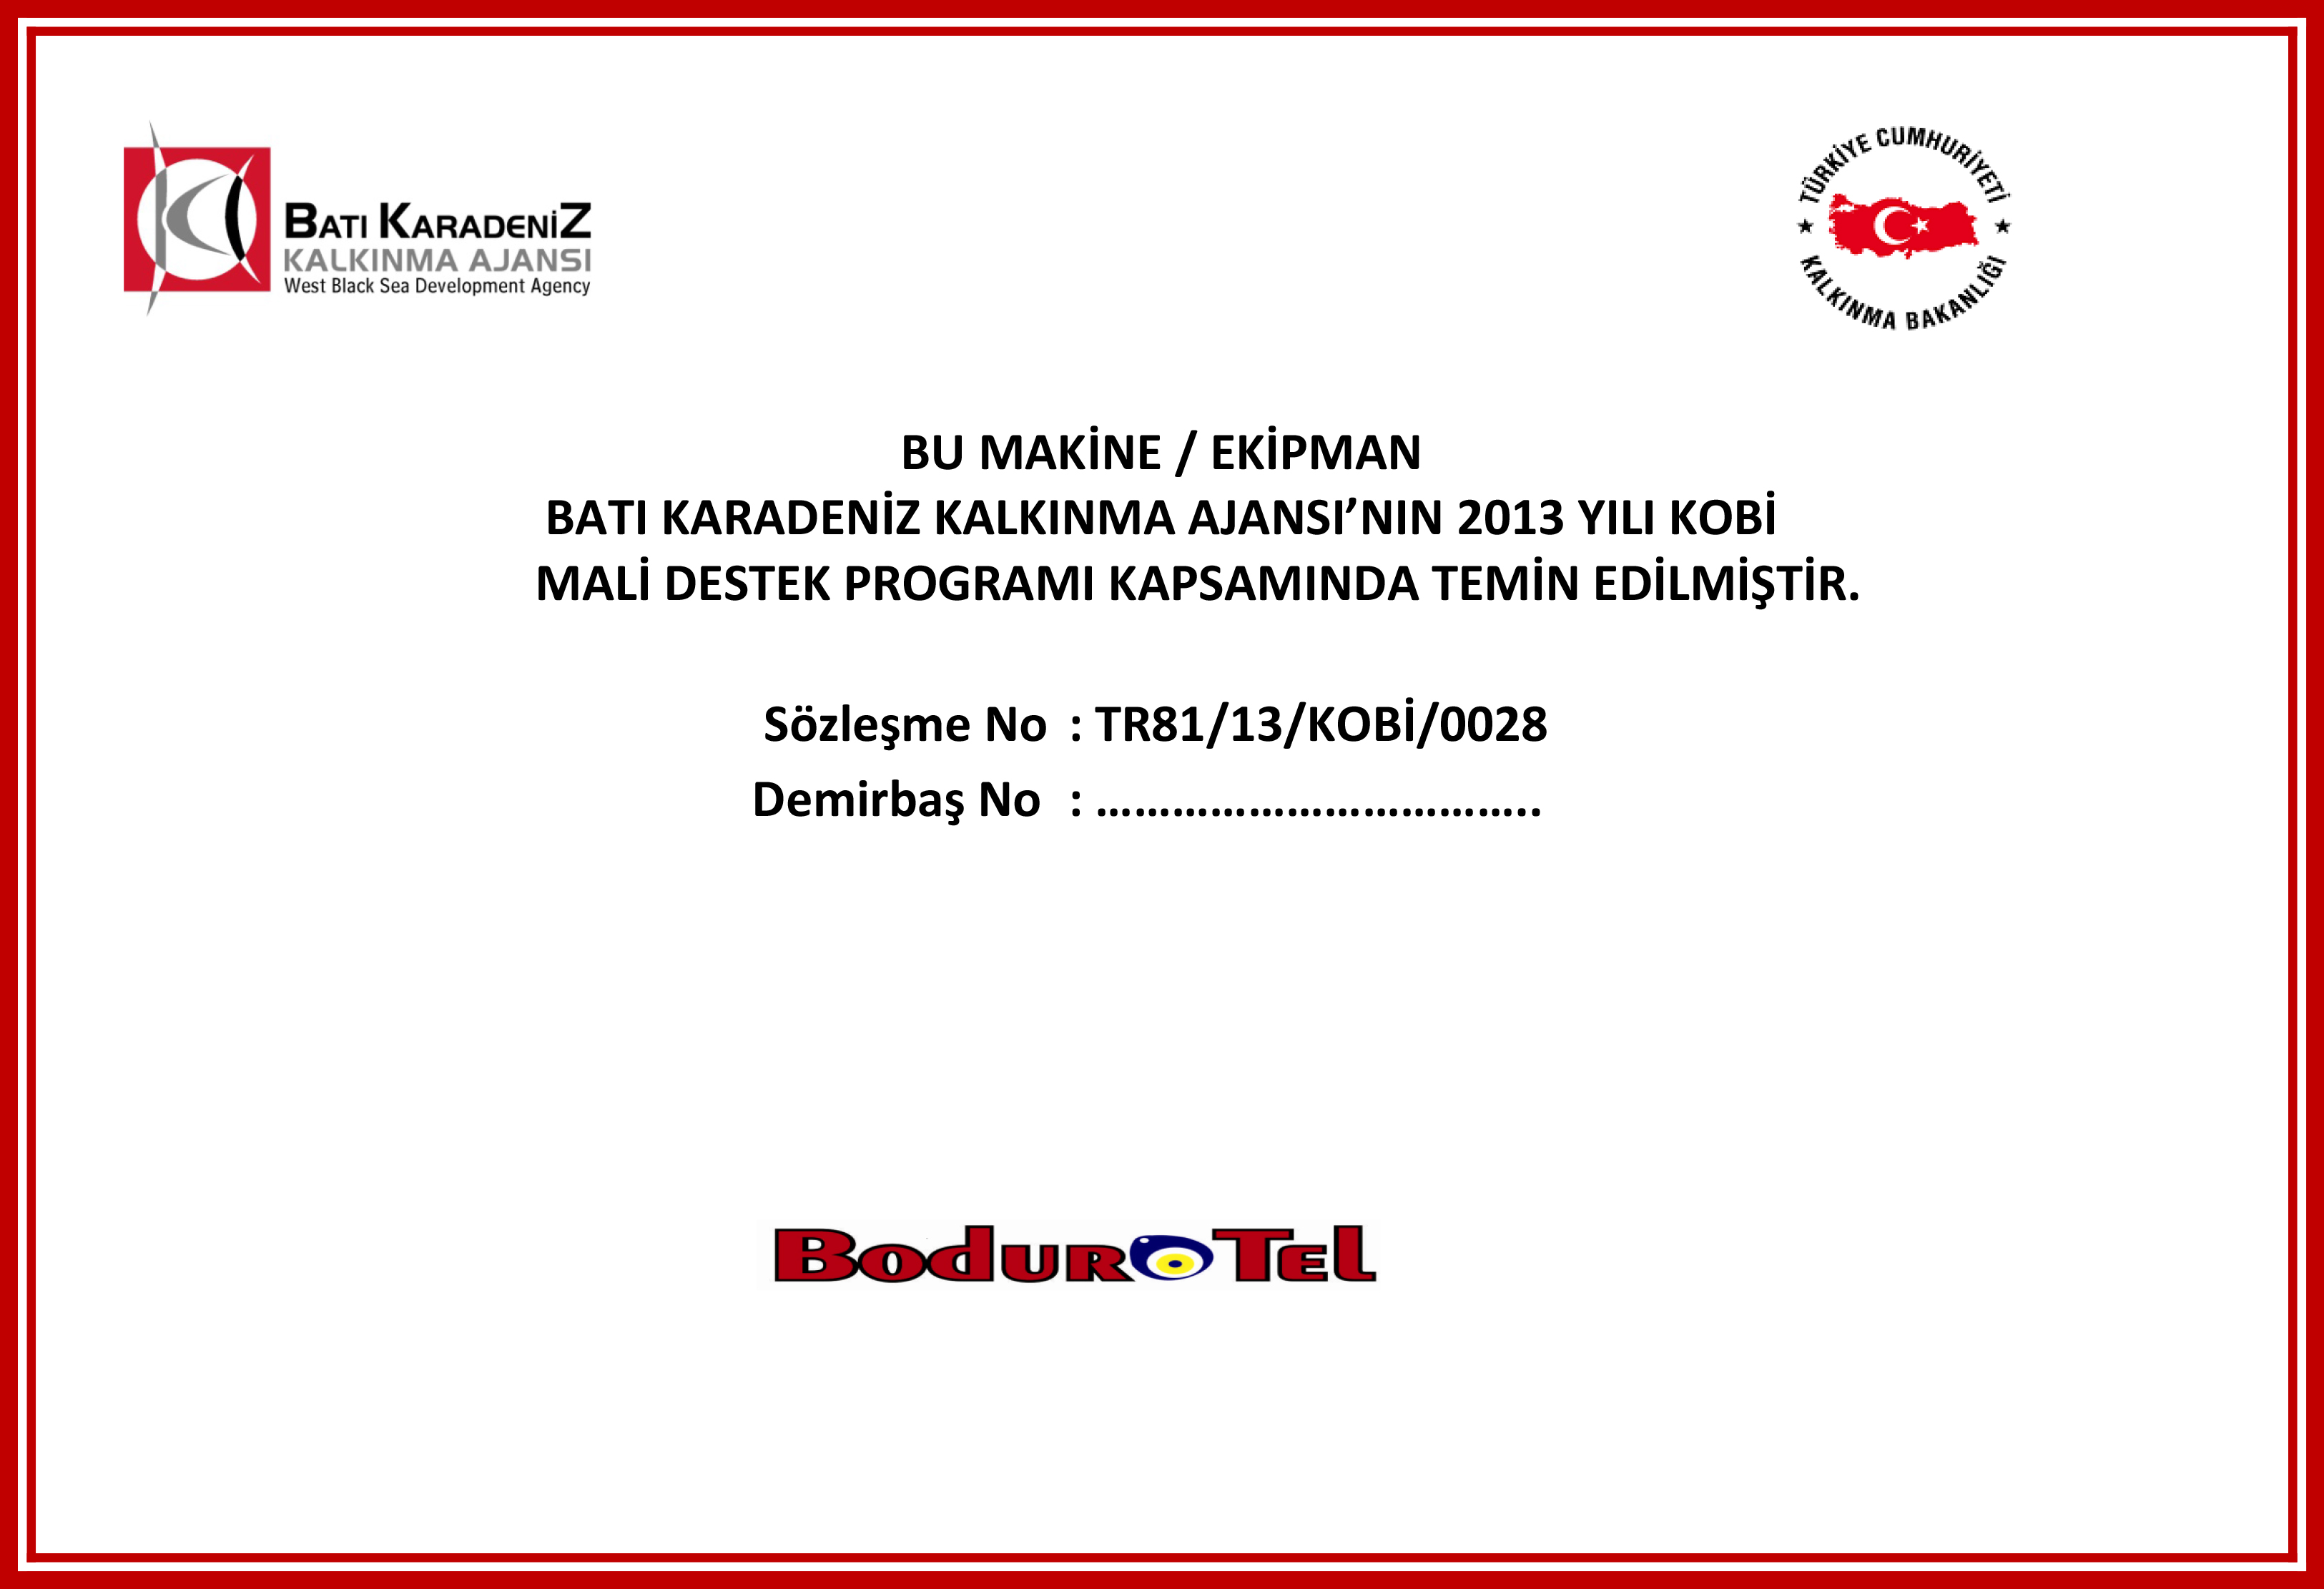 BATI KARADENİZ
KALKINMA AJANSI
West Black Sea Development Agency
TÜRKİYE CUMHURİYETİ
KALKINMA BAKANLIĞI
BU MAKİNE / EKİPMAN
BATI KARADENİZ KALKINMA AJANSI’NIN 2013 YILI KOBİ
MALİ DESTEK PROGRAMI KAPSAMINDA TEMİN EDİLMİŞTİR.
Sözleşme No : TR81/13/KOBİ/0028
Demirbaş No : ……………………………..
BODUROTEL